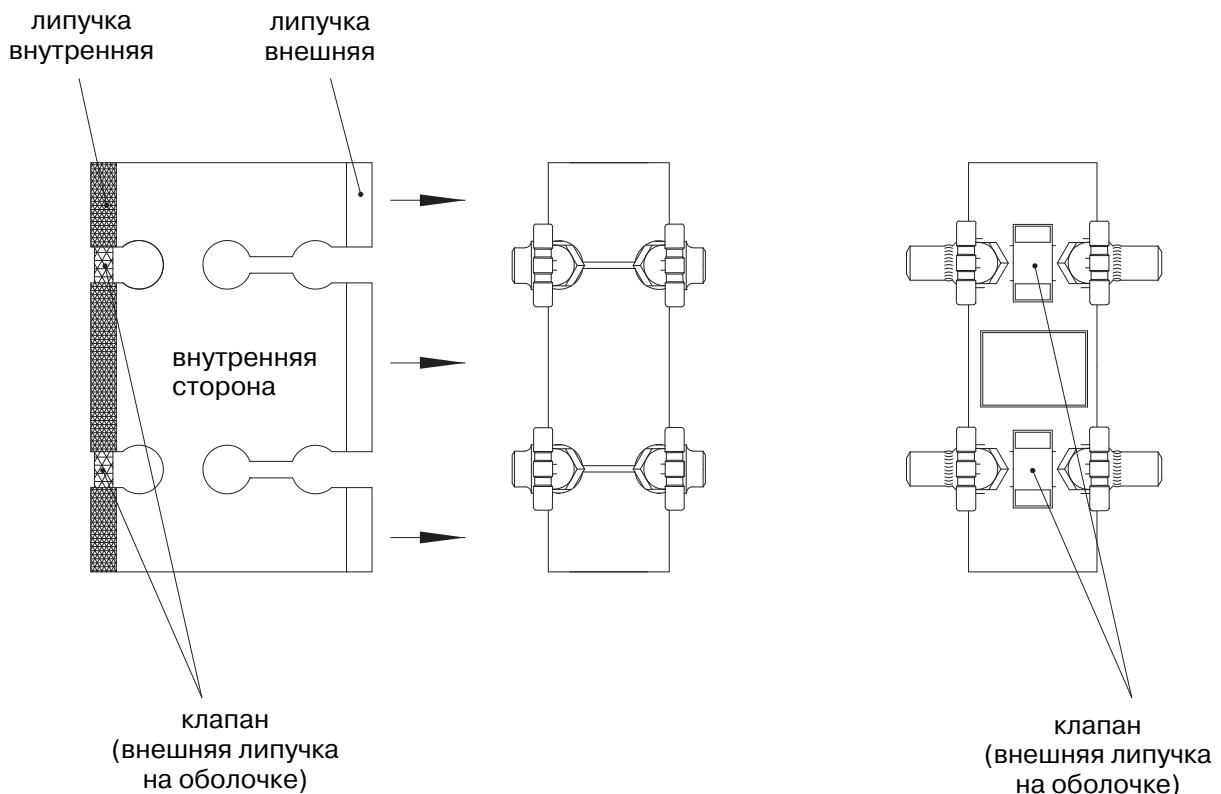 липучка
внутренняя
липучка
внешняя
внутренняя
сторона
клапан
(внешняя липучка
на оболочке)
клапан
(внешняя липучка
на оболочке)